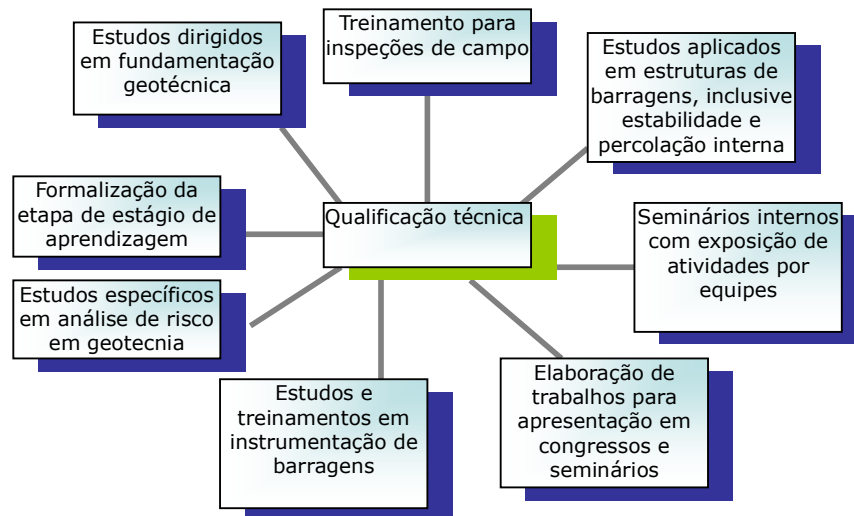 Estudos dirigidos
em fundamentação
geotécnica
Treinamento para
inspeções de campo
Estudos aplicados
em estruturas de
barragens, inclusive
estabilidade e
percolação interna
Formalização da
etapa de estágio de
aprendizagem
Qualificação técnica
Seminários internos
com exposição de
atividades por
equipes
Estudos específicos
em análise de risco
em geotecnia
Estudos e
treinamentos em
instrumentação de
barragens
Elaboração de
trabalhos para
apresentação em
congressos e
seminários